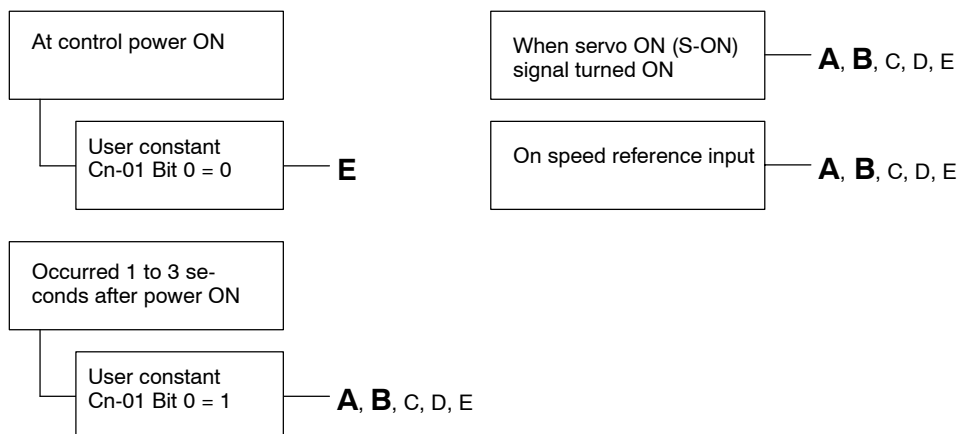 At control power ON
User constant
Cn-01 Bit 0 = 0
E
Occurred 1 to 3 se-
conds after power ON
User constant
Cn-01 Bit 0 = 1
A, B, C, D, E
When servo ON (S-ON)
signal turned ON
A, B, C, D, E
On speed reference input
A, B, C, D, E